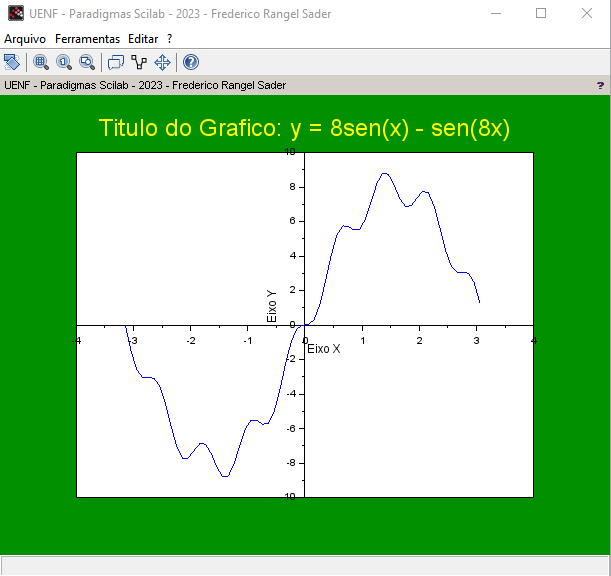 UENF - Paradigmas Scilab - 2023 - Frederico Rangel Sader
Arquivo Ferramentas Editar ?
UENF - Paradigmas Scilab - 2023 - Frederico Rangel Sader ?
Titulo do Grafico: y = 8sen(x) - sen(8x)
10
8
6
4
2
Eixo Y
0
-4 -3 -2 -1 0 1 2 3 4
Eixo X
-2
-4
-6
-8
-10